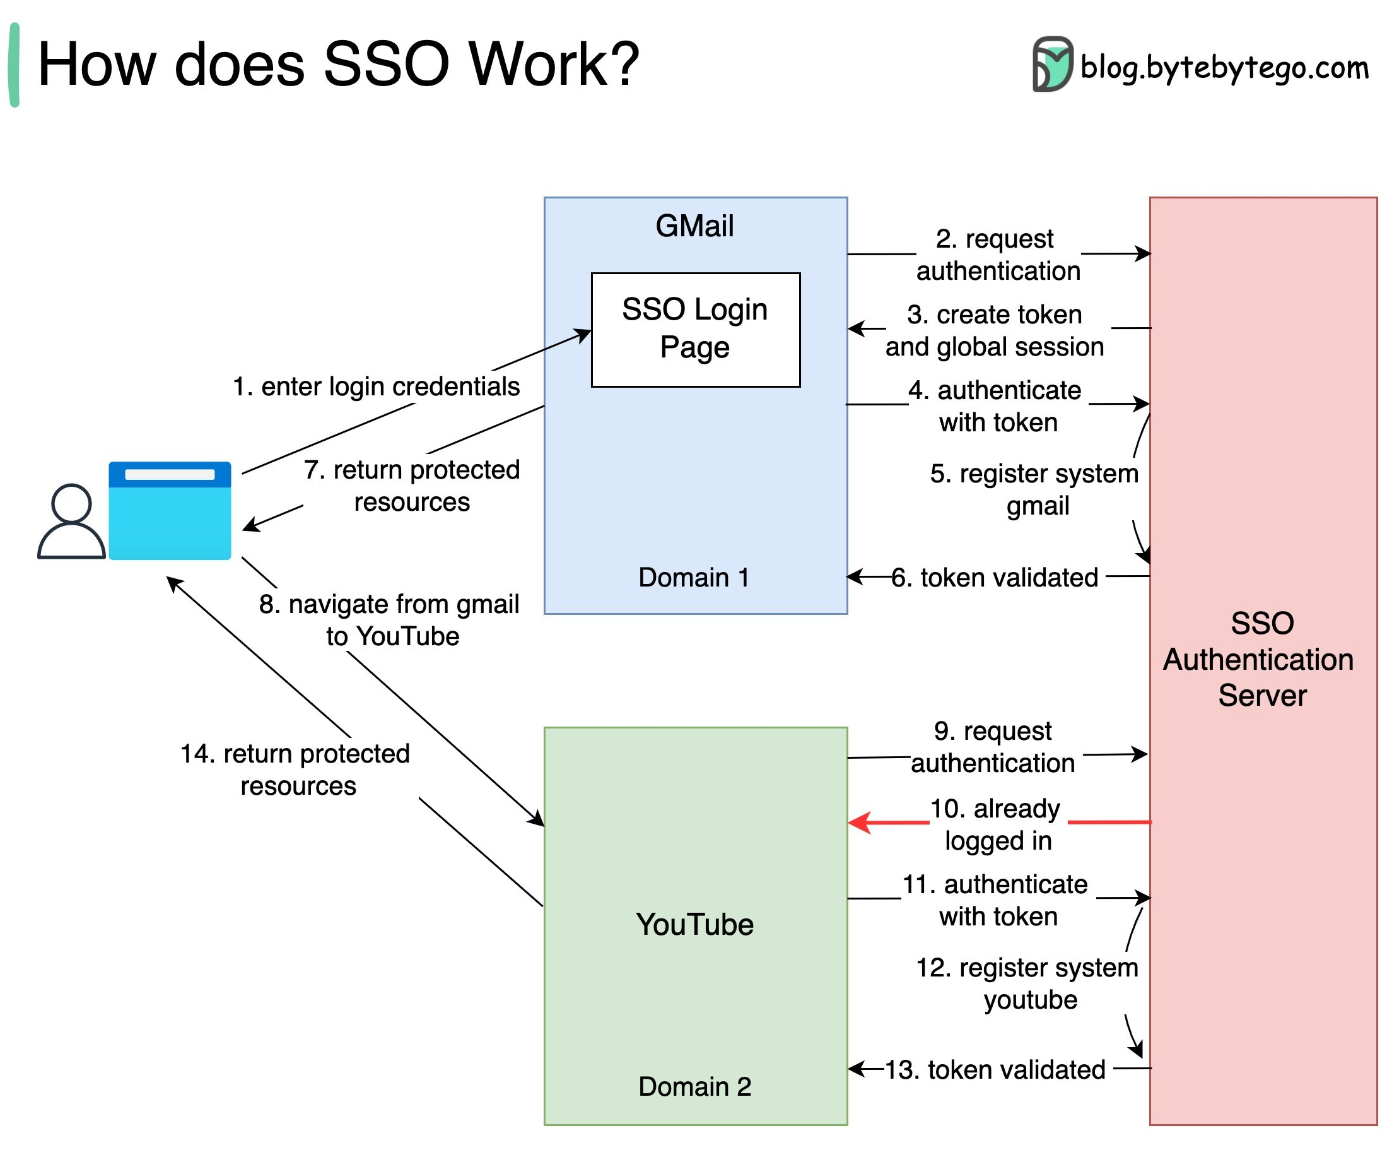 How does SSO Work?
blog.bytebytego.com
GMail
SSO Login
Page
Domain 1
1. enter login credentials
2. request
authentication
3. create token
and global session
4. authenticate
with token
5. register system
gmail
6. token validated
7. return protected
resources
8. navigate from gmail
to YouTube
SSO
Authentication
Server
9. request
authentication
10. already
logged in
11. authenticate
with token
12. register system
youtube
13. token validated
14. return protected
resources
YouTube
Domain 2